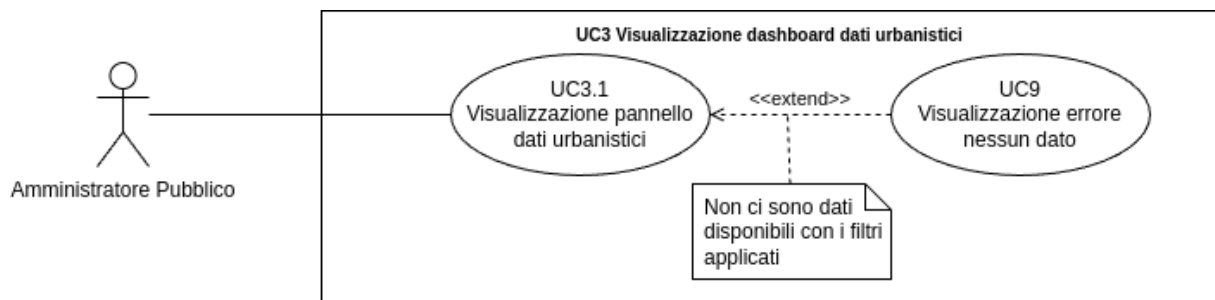 UC3 Visualizzazione dashboard dati urbanistici
UC3.1
Visualizzazione pannello
dati urbanistici
<<extend>>
UC9
Visualizzazione errore
nessun dato
Amministratore Pubblico
Non ci sono dati
disponibili con i filtri
applicati